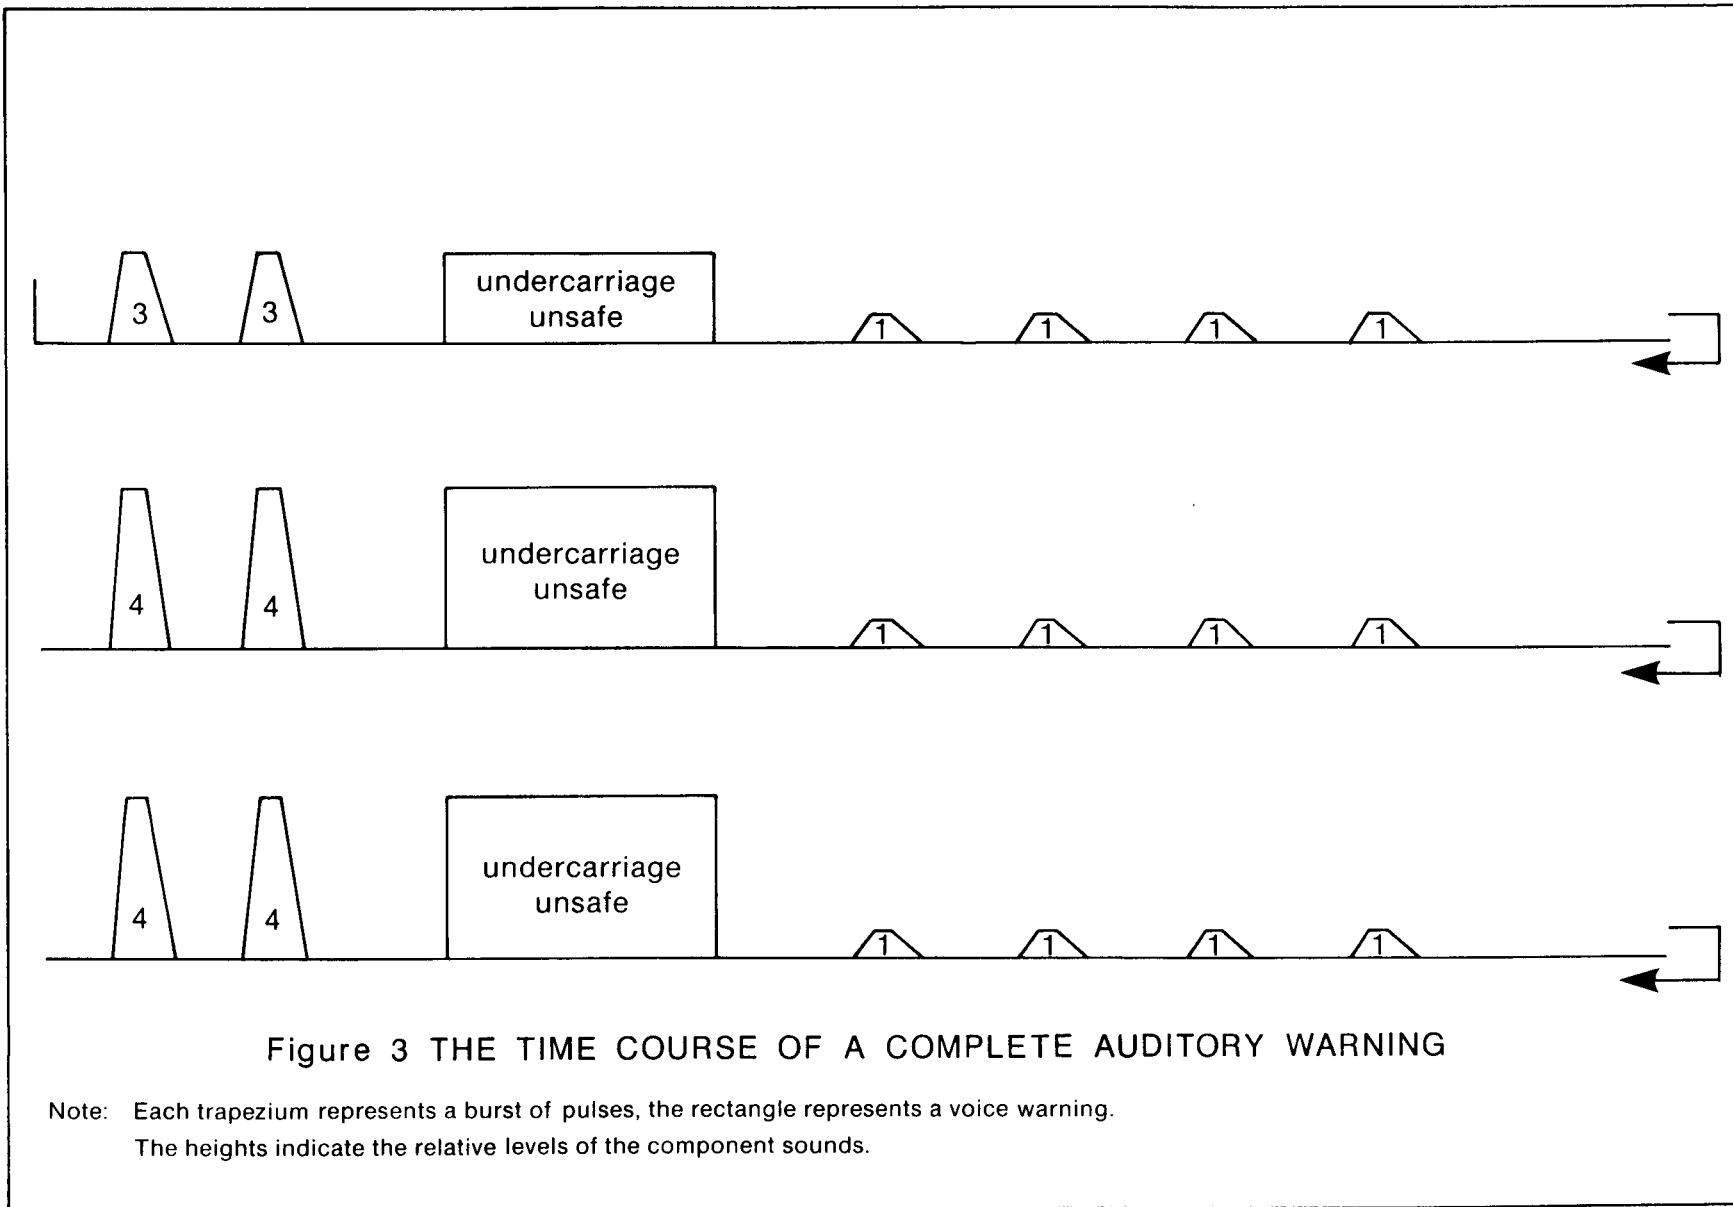 3 3 undercarriage
unsafe
1 1 1 1
undercarriage
unsafe
4 4 1 1 1 1
undercarriage
unsafe
4 4 1 1 1 1
Figure 3 THE TIME COURSE OF A COMPLETE AUDITORY WARNING
Note: Each trapezium represents a burst of pulses, the rectangle represents a voice warning.
The heights indicate the relative levels of the component sounds.